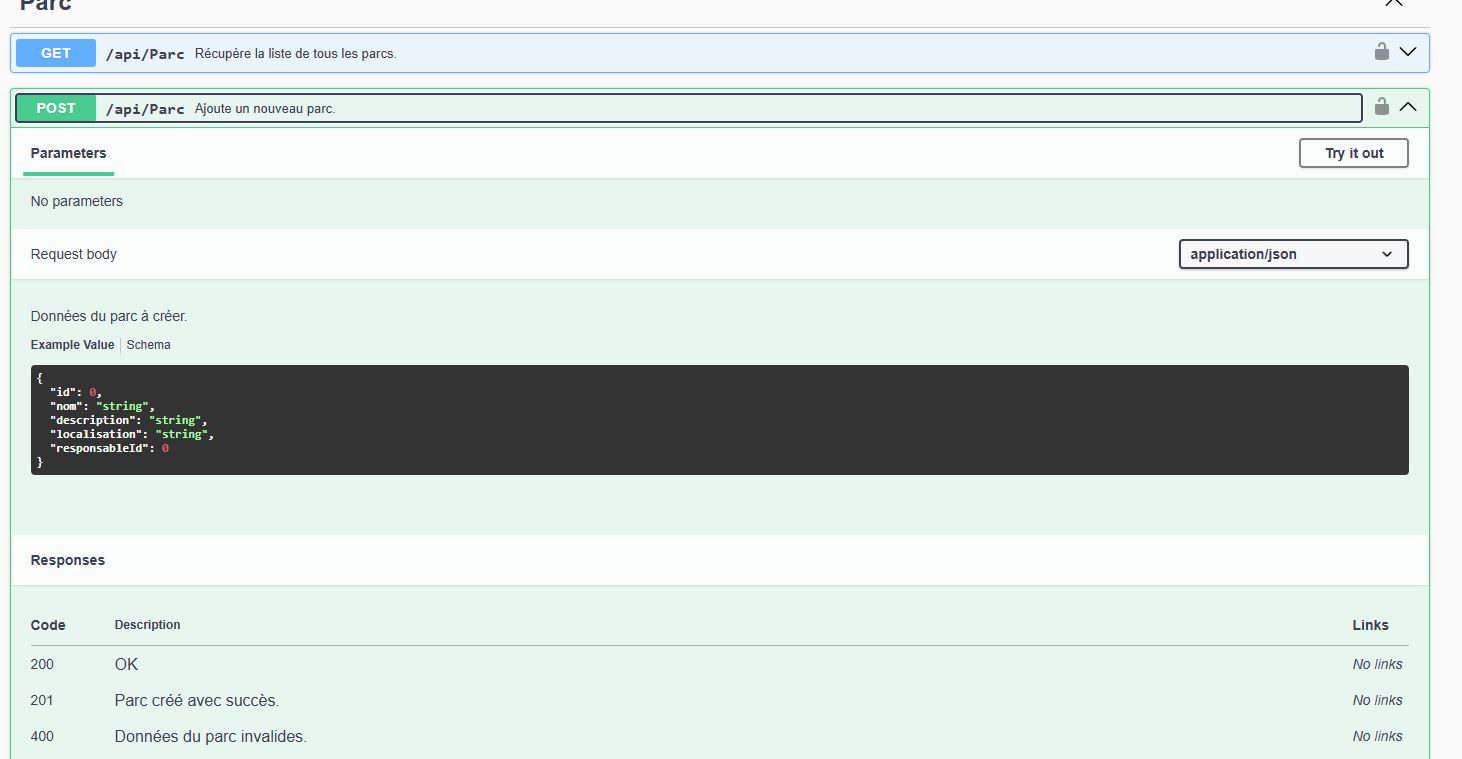 Parc
GET /api/Parc Récupère la liste de tous les parcs.
POST /api/Parc Ajoute un nouveau parc.
Parameters Try it out
No parameters
Request body application/json
Données du parc à créer.
Example Value Schema
{
"id": 0,
"nom": "string",
"description": "string",
"localisation": "string",
"responsableId": 0
}
Responses
Code Description Links
200 OK No links
201 Parc créé avec succès. No links
400 Données du parc invalides. No links